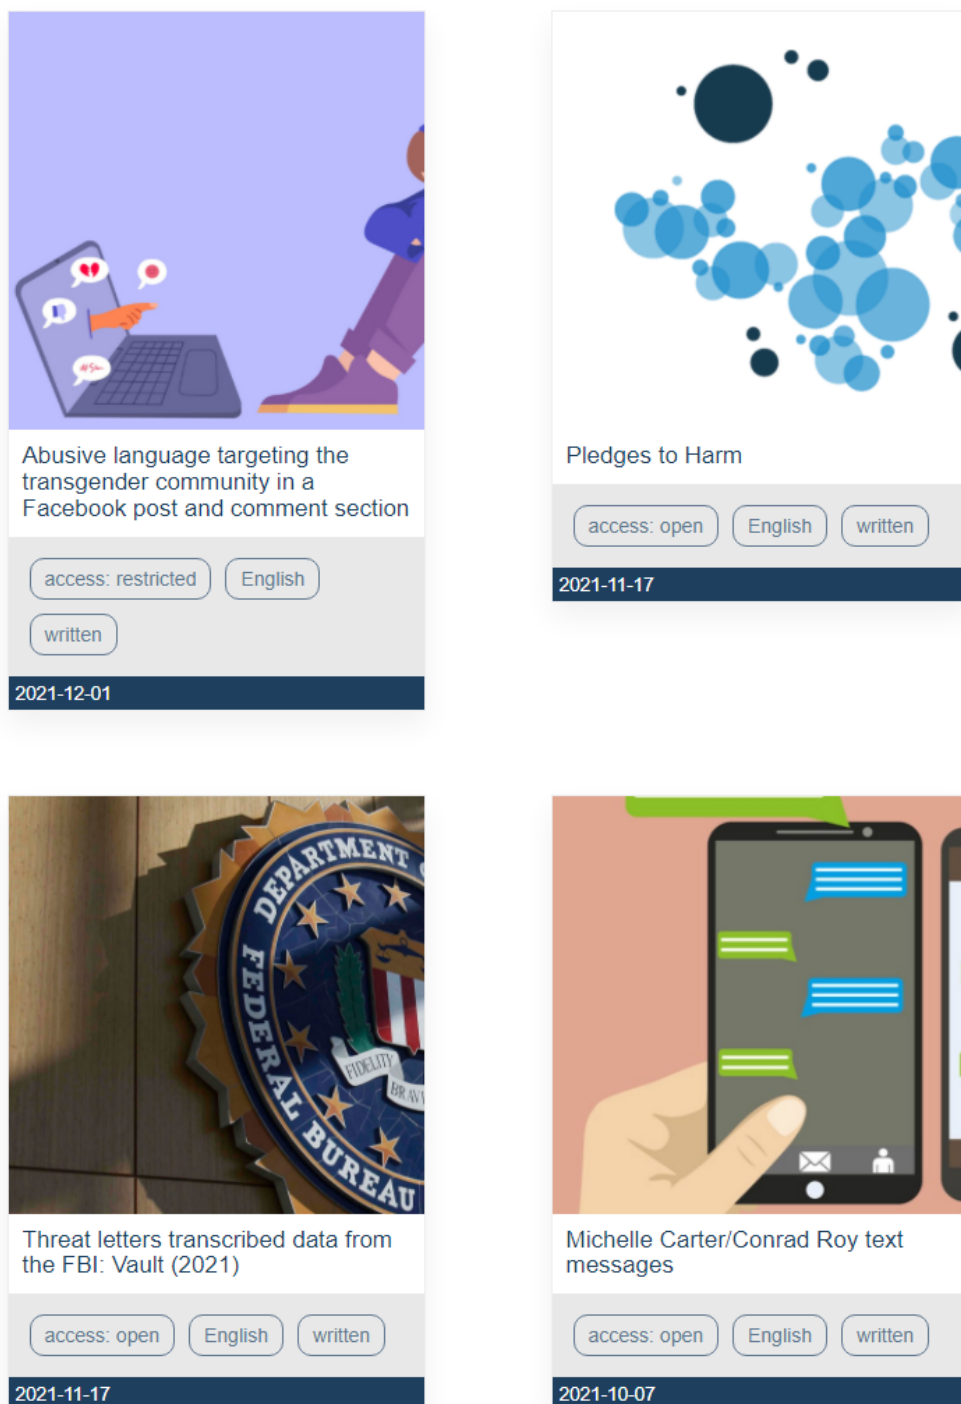 Abusive language targeting the
transgender community in a
Facebook post and comment section
access: restricted
English
written
2021-12-01
Pledges to Harm
access: open
English
written
2021-11-17
DEPARTMENT
FEDERAL BUREAU
FIDELITY
Threat letters transcribed data from
the FBI: Vault (2021)
access: open
English
written
2021-11-17
Michelle Carter/Conrad Roy text
messages
access: open
English
written
2021-10-07